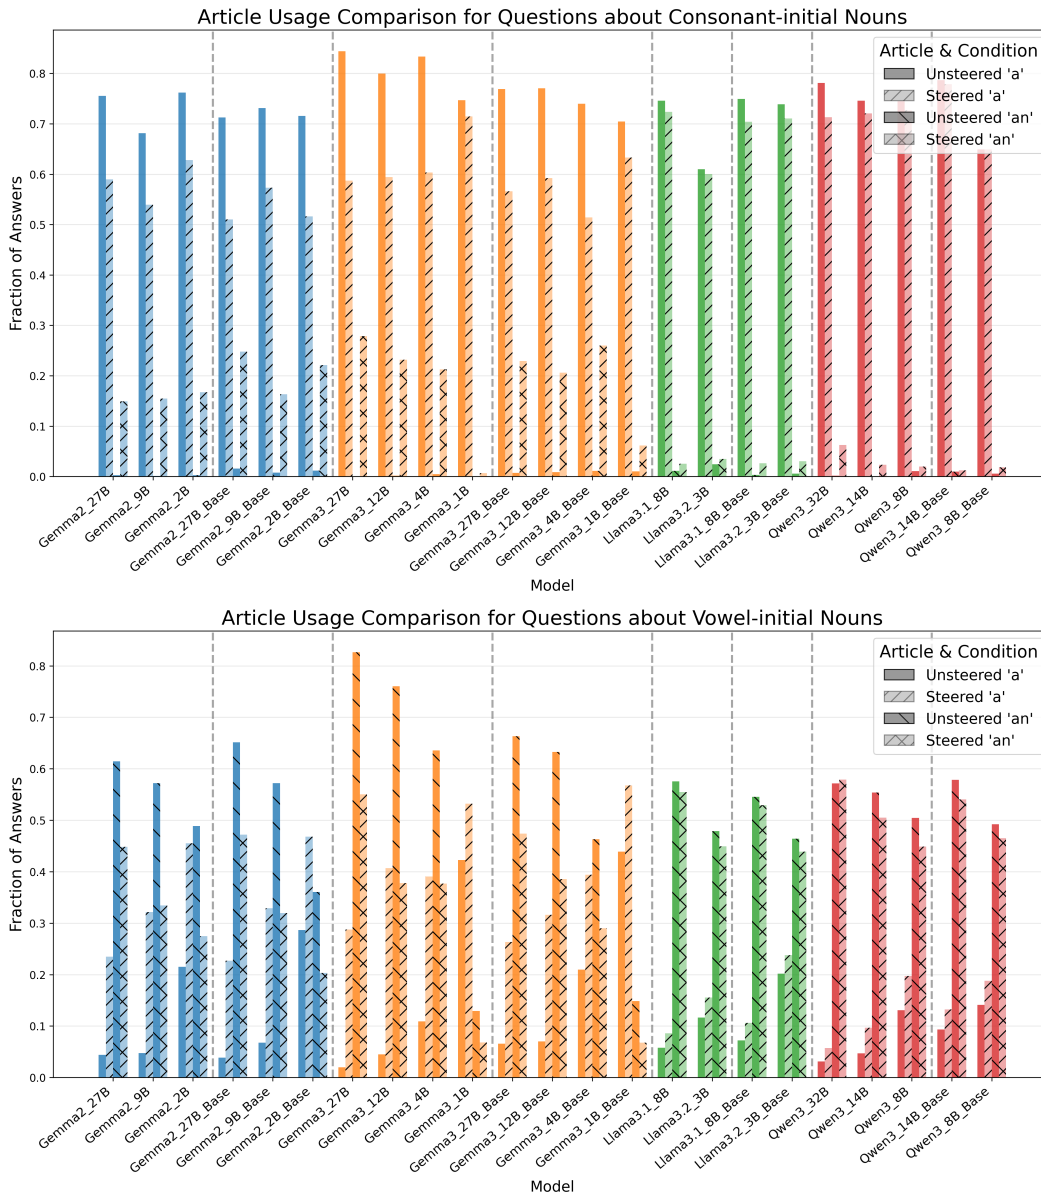 Article Usage Comparison for Questions about Consonant-initial Nouns
Article & Condition
Unsteered 'a'
Steered 'a'
Unsteered 'an'
Steered 'an'
Fraction of Answers
0.8
0.7
0.6
0.5
0.4
0.3
0.2
0.1
0.0
Gemma2_27B
Gemma2_9B
Gemma2_2B
Gemma2_27B_Base
Gemma2_9B_Base
Gemma2_2B_Base
Gemma3_27B
Gemma3_12B
Gemma3_4B
Gemma3_1B
Gemma3_27B_Base
Gemma3_12B_Base
Gemma3_4B_Base
Gemma3_1B_Base
Llama3.1_8B
Llama3.2_3B
Llama3.1_8B_Base
Llama3.2_3B_Base
Qwen3_32B
Qwen3_14B
Qwen3_8B
Qwen3_14B_Base
Qwen3_8B_Base
Model
Article Usage Comparison for Questions about Vowel-initial Nouns
Article & Condition
Unsteered 'a'
Steered 'a'
Unsteered 'an'
Steered 'an'
Fraction of Answers
0.8
0.7
0.6
0.5
0.4
0.3
0.2
0.1
0.0
Gemma2_27B
Gemma2_9B
Gemma2_2B
Gemma2_27B_Base
Gemma2_9B_Base
Gemma2_2B_Base
Gemma3_27B
Gemma3_12B
Gemma3_4B
Gemma3_1B
Gemma3_27B_Base
Gemma3_12B_Base
Gemma3_4B_Base
Gemma3_1B_Base
Llama3.1_8B
Llama3.2_3B
Llama3.1_8B_Base
Llama3.2_3B_Base
Qwen3_32B
Qwen3_14B
Qwen3_8B
Qwen3_14B_Base
Qwen3_8B_Base
Model